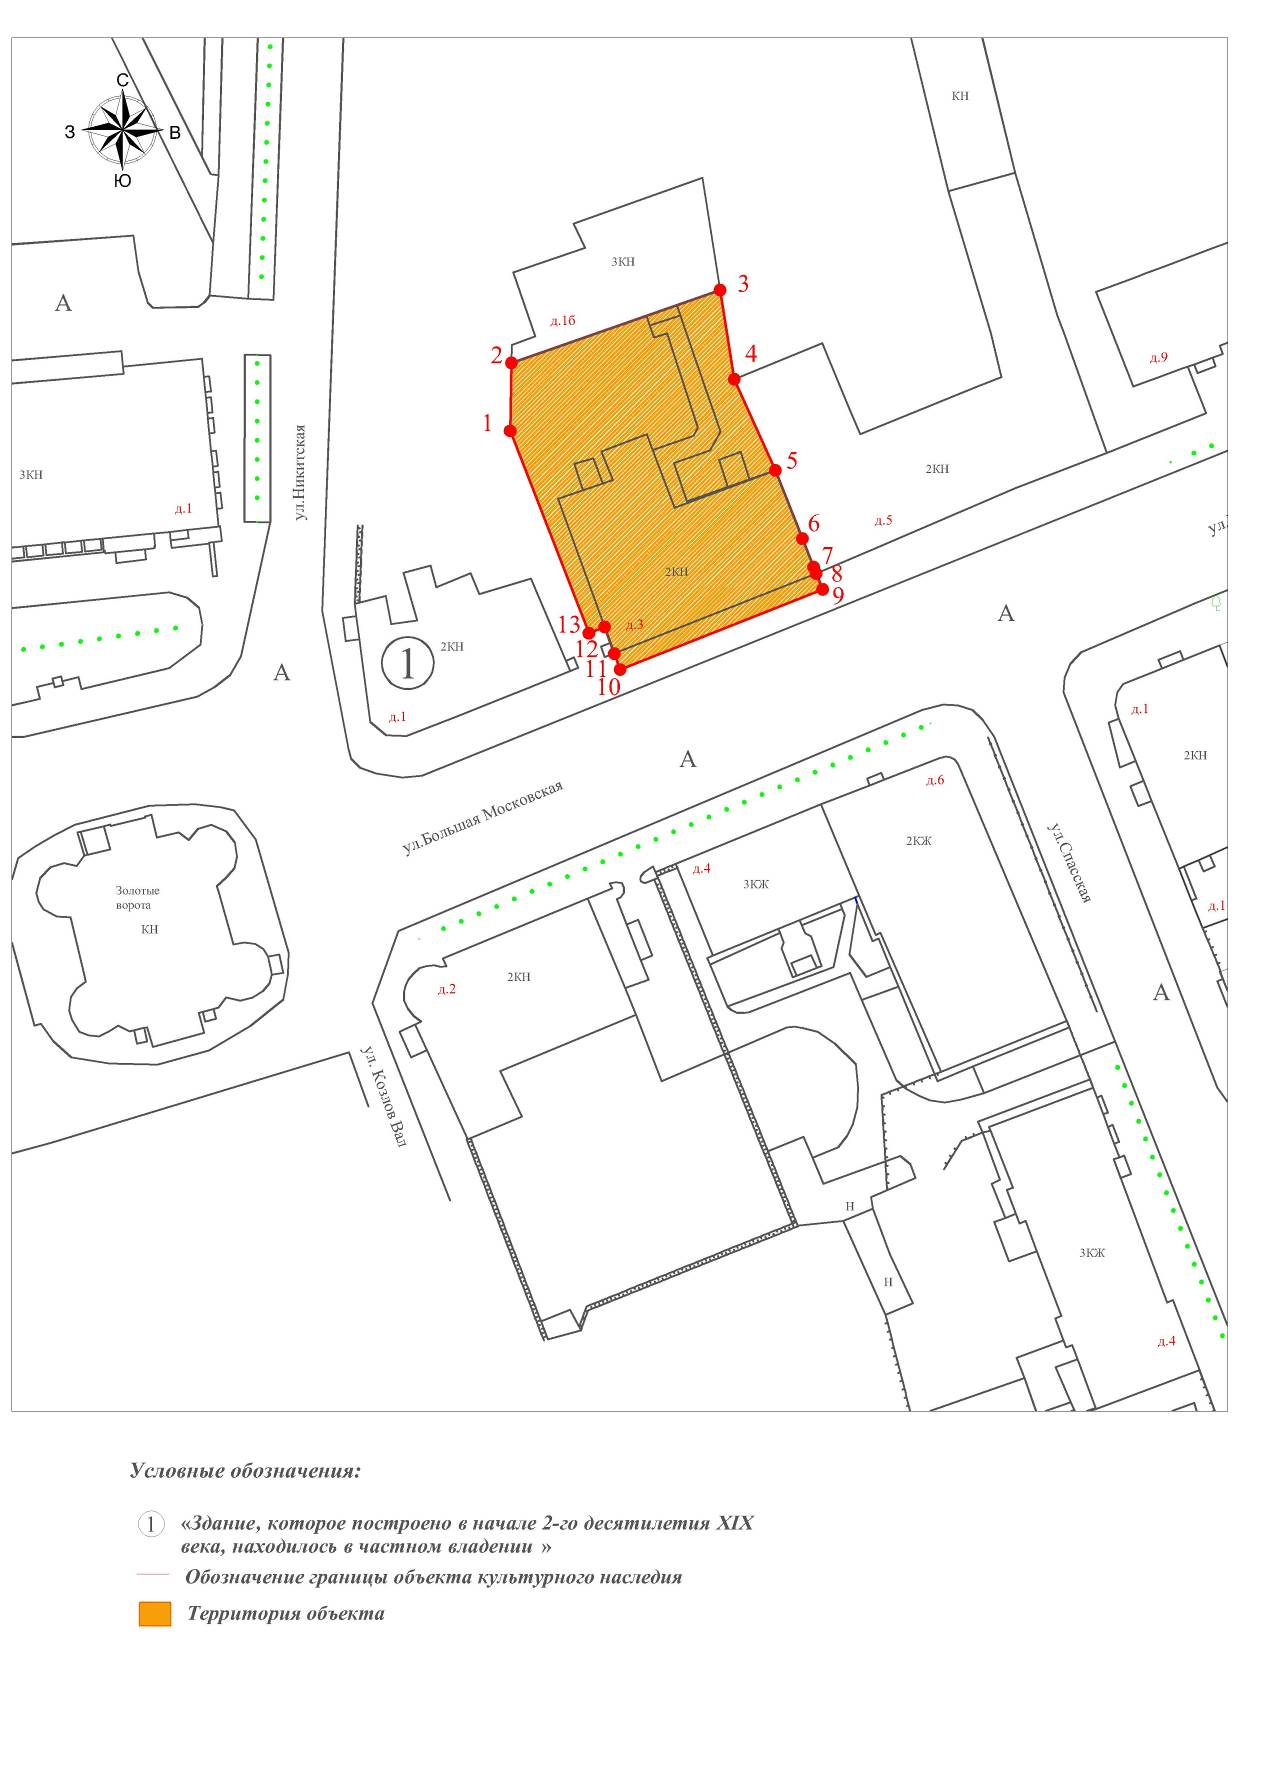 С
З
В
Ю
КН
А
3КН
д.1б
3
2
4
д.9
1
ул.Никитская
3КН
д.1
5
2КН
д.5
6
7
8
9
2КН
А
13
д.3
12
11
10
1
2КН
А
д.1
А
д.1
2КН
ул.Большая Московская
д.6
2КЖ
ул.Спасская
д.4
3КЖ
Золотые
ворота
КН
д.1
2КН
д.2
А
ул. Козлов Вал
Н
Н
3КЖ
д.4
Условные обозначения:
1 «Здание, которое построено в начале 2-го десятилетия XIX
века, находилось в частном владении »
Обозначение границы объекта культурного наследия
Территория объекта